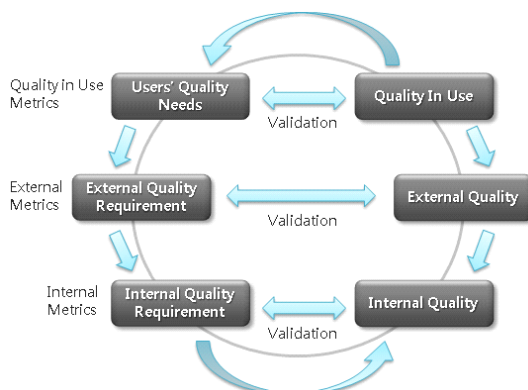 Quality in Use
Metrics
Users' Quality
Needs
Validation
Quality In Use
External
Metrics
External Quality
Requirement
Validation
External Quality
Internal
Metrics
Internal Quality
Requirement
Validation
Internal Quality